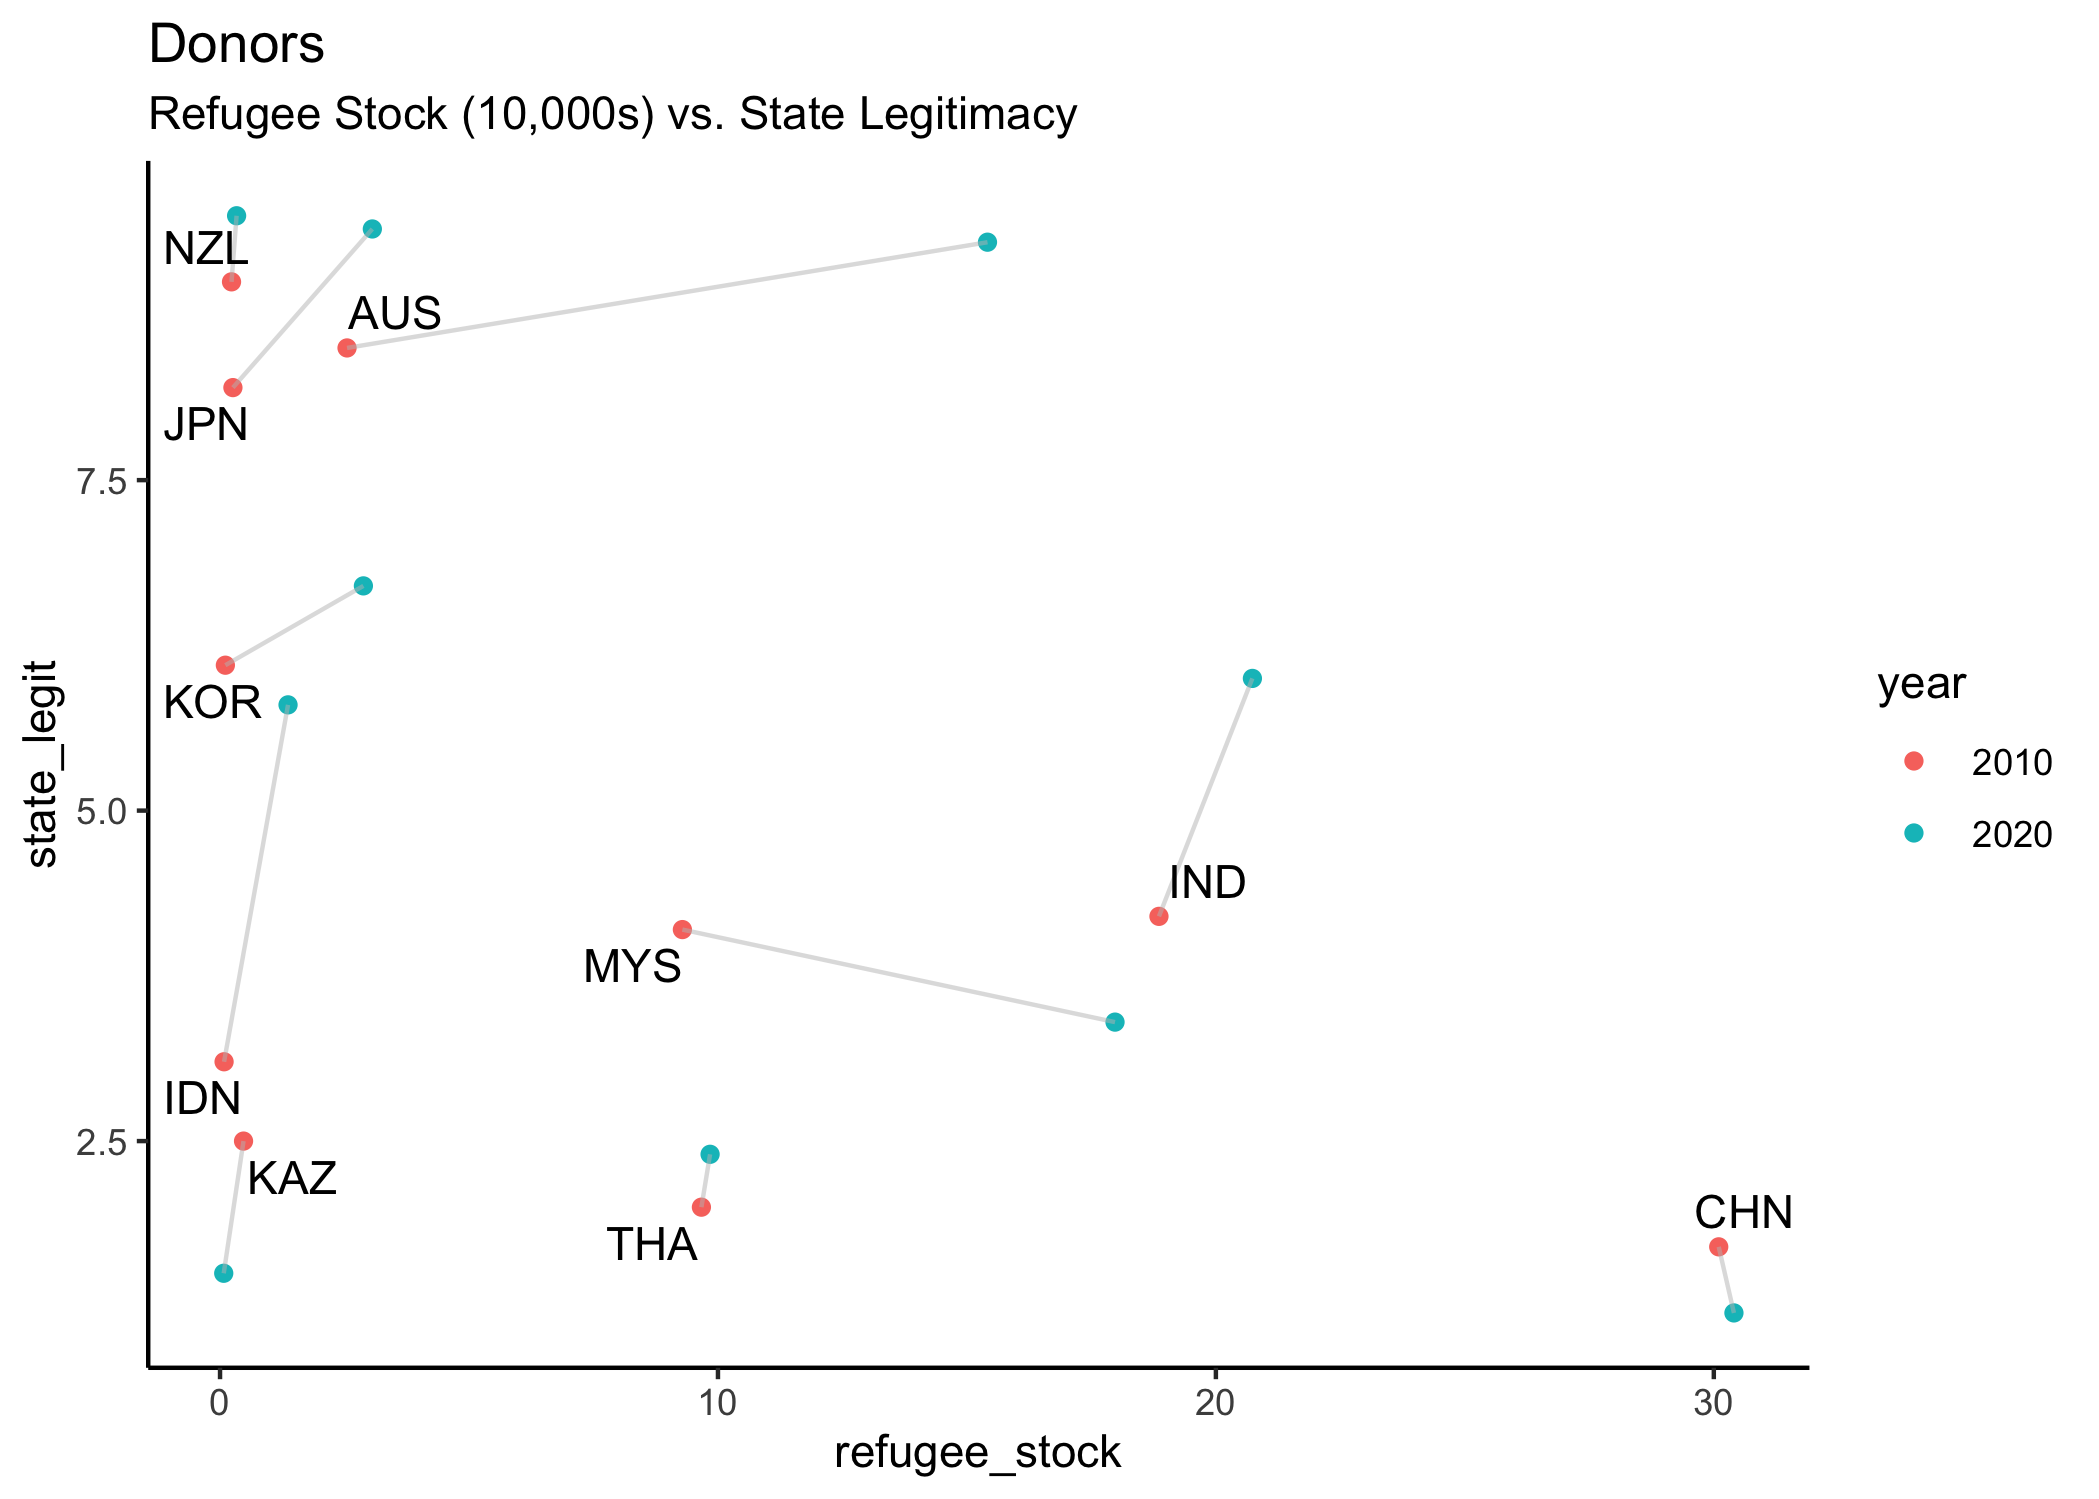 Donors
Refugee Stock (10,000s) vs. State Legitimacy
NZL
AUS
JPN
7.5
KOR
state_legit
5.0
IND
MYS
IDN
2.5
KAZ
THA
CHN
0 10 20 30
refugee_stock
year
2010
2020